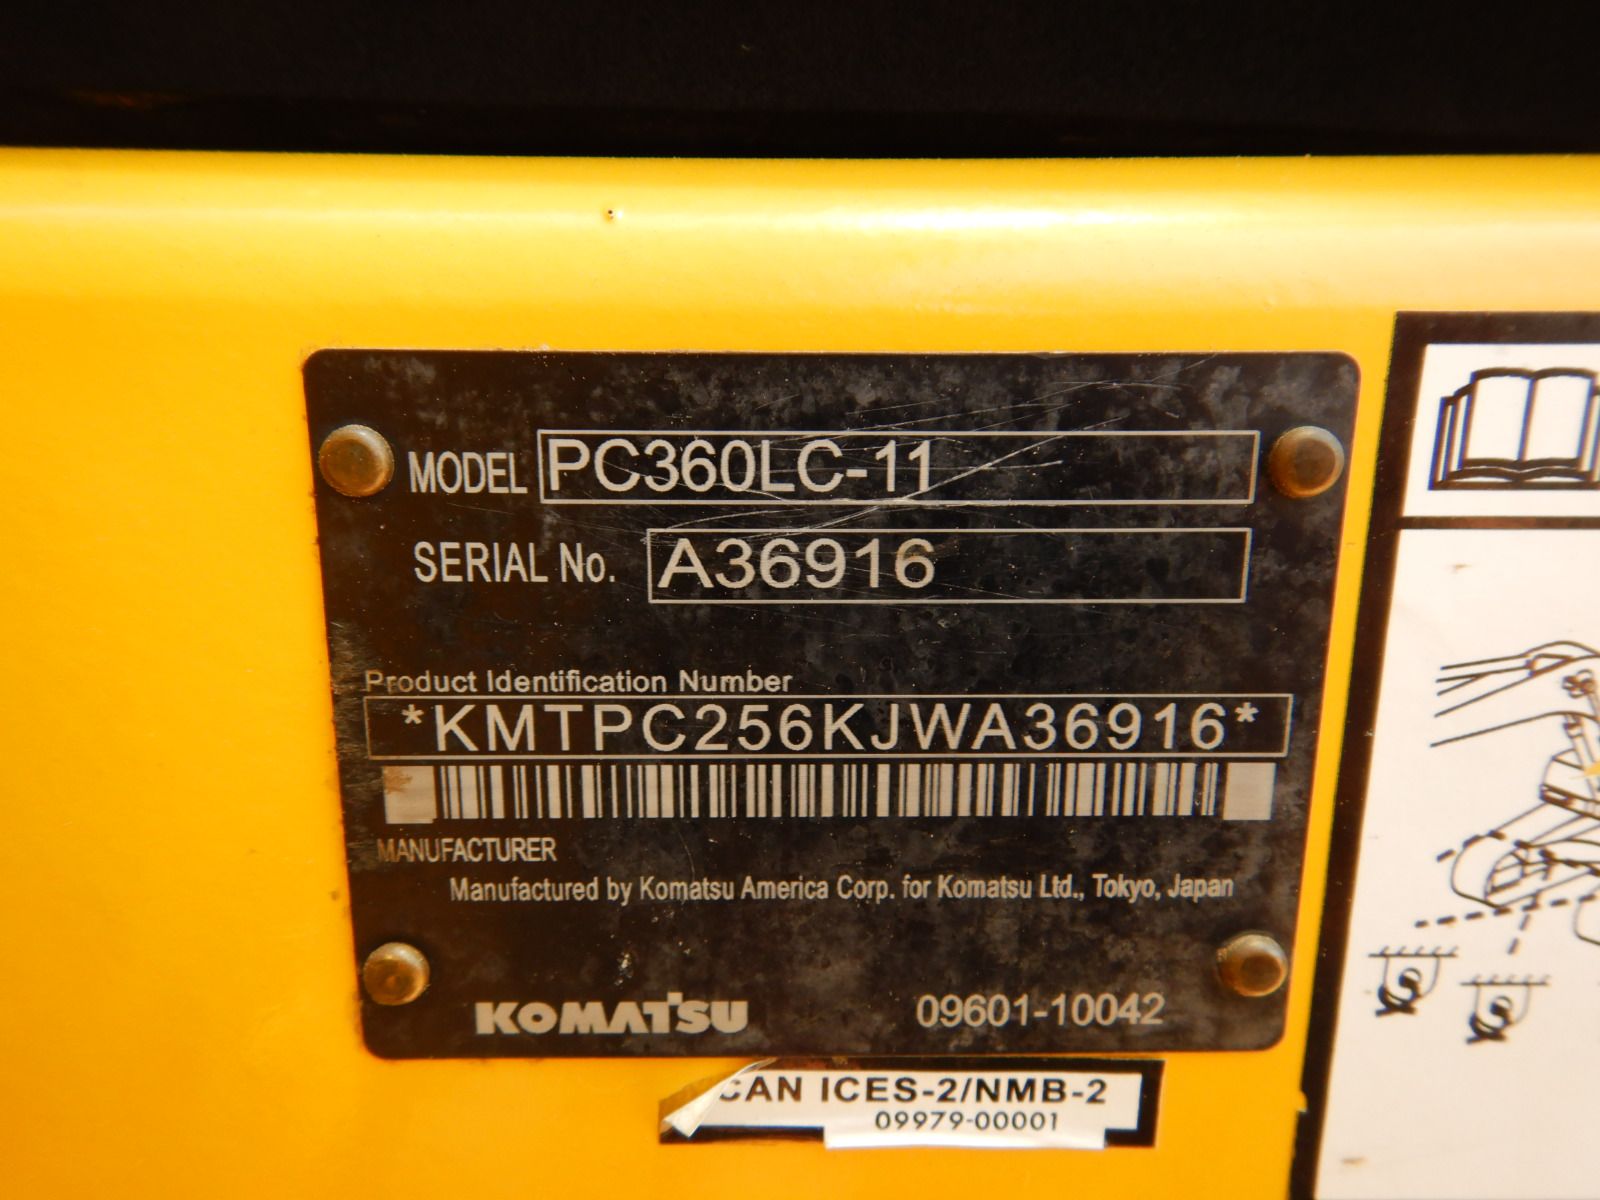 MODEL PC360LC-11
SERIAL No. A36916
Product Identification Number
*KMTPC256KJWA36916*
MANUFACTURER
Manufactured by Komatsu America Corp. for Komatsu Ltd., Tokyo, Japan
KOMATSU 09601-10042
CAN ICES-2/NMB-2
09979-00001